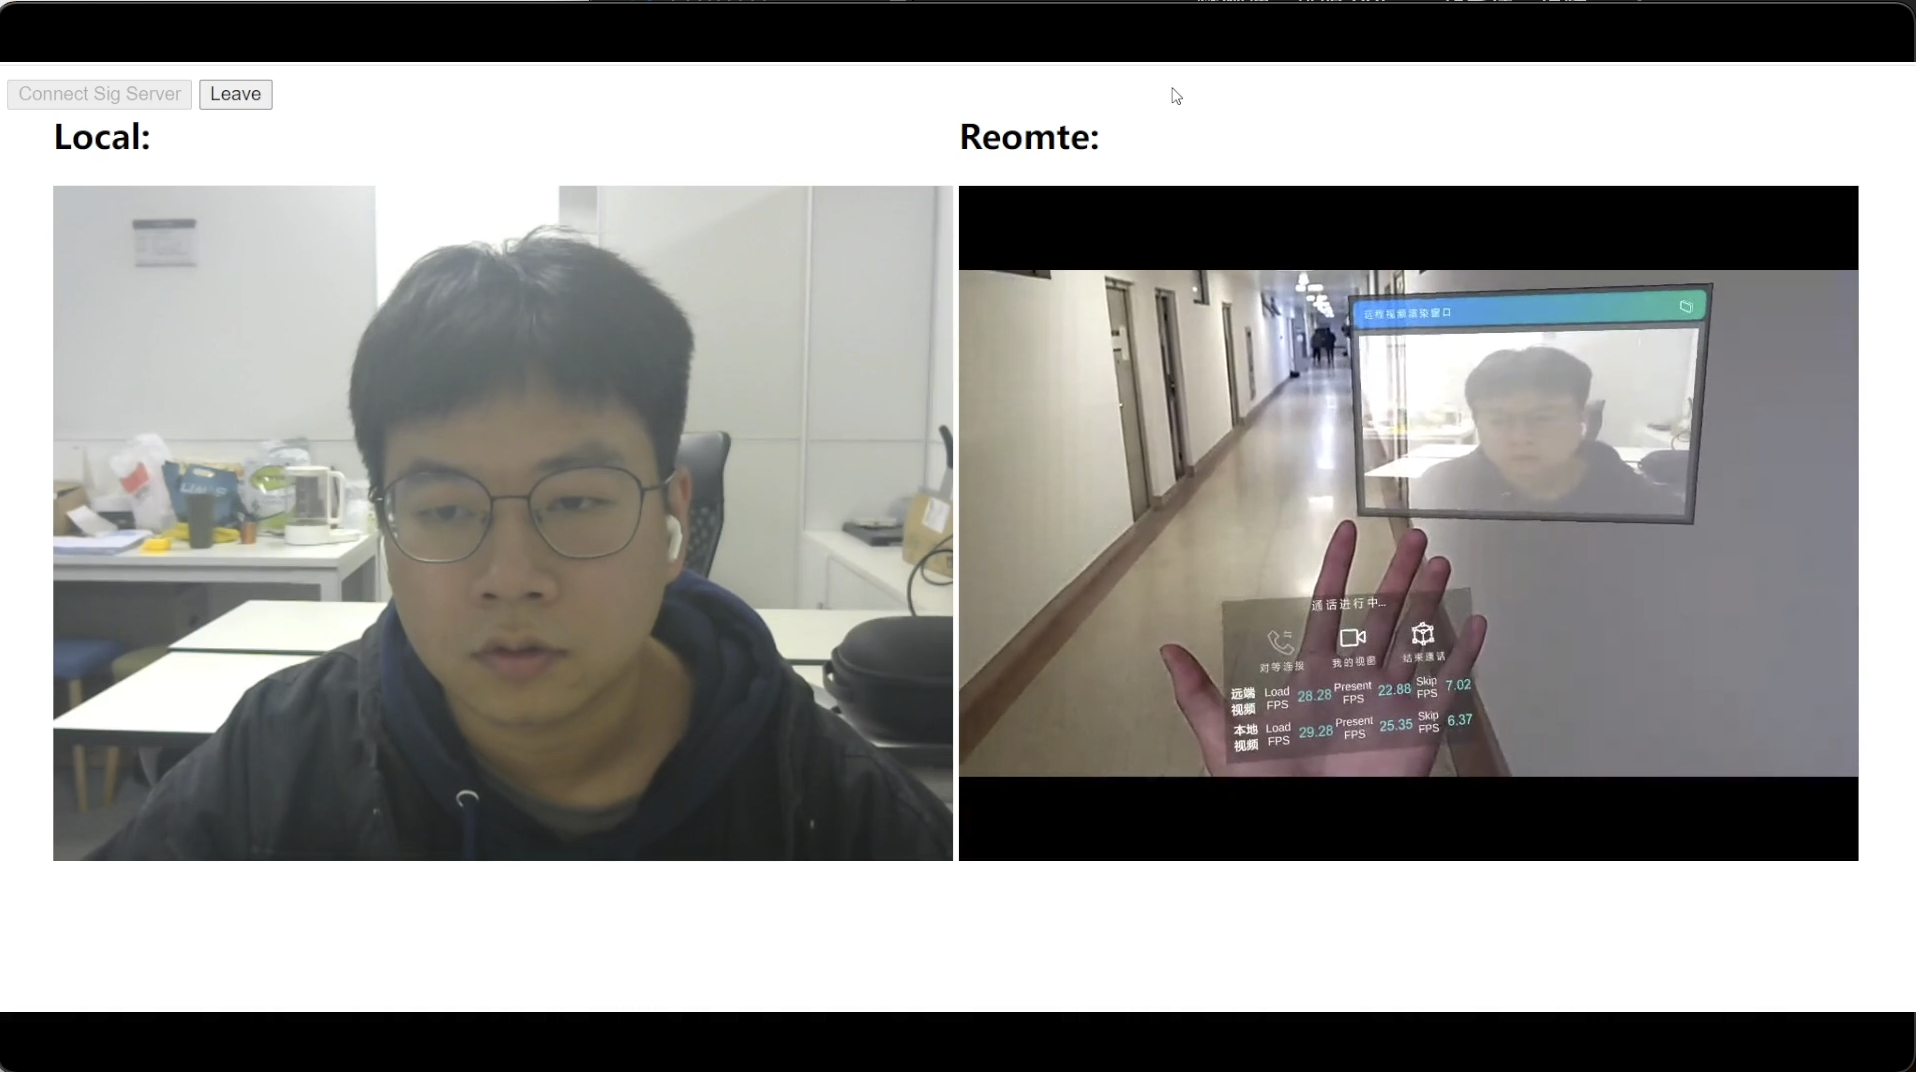 Connect Sig Server Leave
Local:
Reomte:
远程视频渲染窗口
通话进行中...
对等连接 我的视窗 结束通话
远端视频 Load FPS 28.28 Present FPS 22.88 Skip FPS 7.02
本地视频 Load FPS 29.28 Present FPS 25.35 Skip FPS 6.37